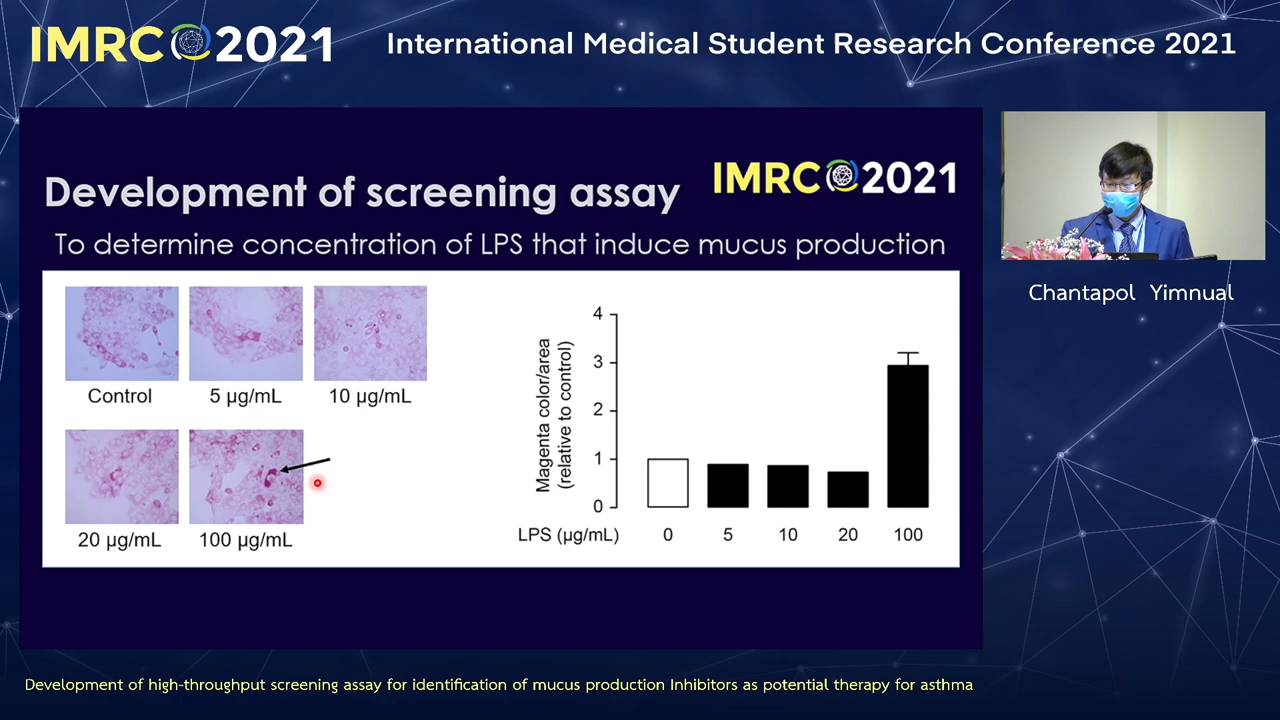 IMRC 2021
International Medical Student Research Conference 2021
Development of screening assay
IMRC 2021
To determine concentration of LPS that induce mucus production
Control
5 µg/mL
10 µg/mL
20 µg/mL
100 µg/mL
Magenta color/area
(relative to control)
4
3
2
1
0
LPS (µg/mL)
0
5
10
20
100
Chantapol Yimnual
Development of high-throughput screening assay for identification of mucus production Inhibitors as potential therapy for asthma